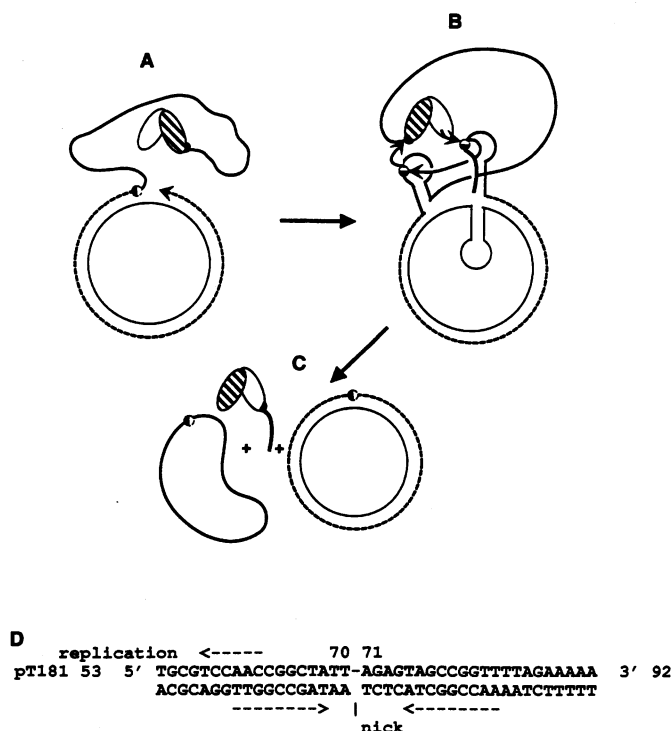 A
B
C
+ +
D
replication <----- 70 71
pT181 53 5′ TGCGTCCAACCGGCTATT-AGAGTAGCCGGTTTTAGAAAAA 3′ 92
ACGCAGGTTGGCCGATAA TCTCATCGGCCAAAATCTTTTT
--------> | <--------
nick